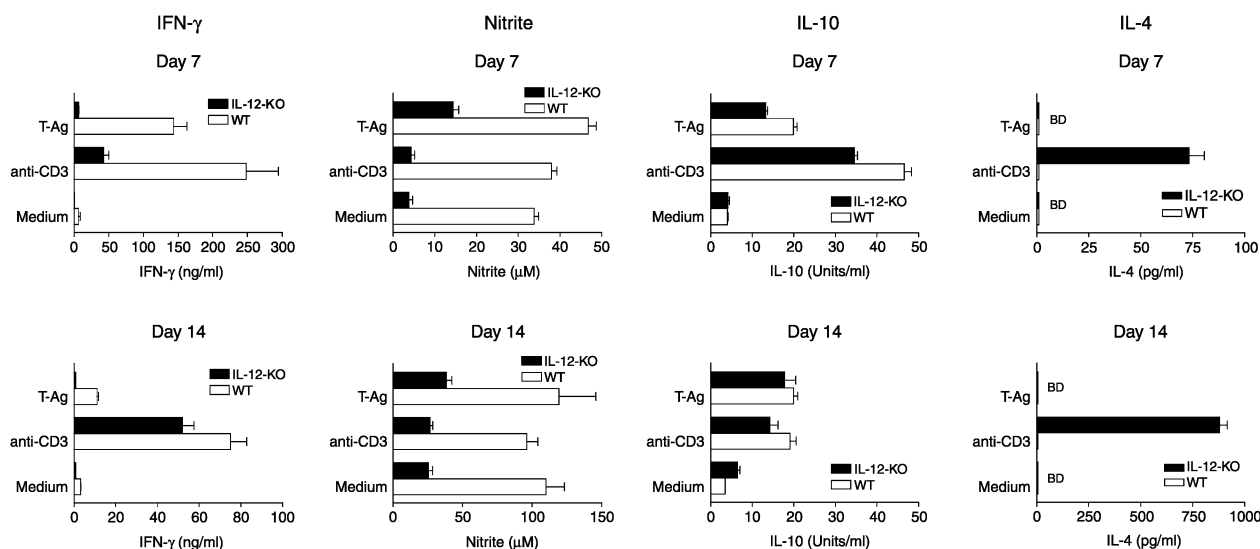 IFN-γ
Nitrite
IL-10
IL-4
Day 7
IL-12-KO
WT
T-Ag
anti-CD3
Medium
0 50 100 150 200 250 300
IFN-γ (ng/ml)
Day 7
IL-12-KO
WT
T-Ag
anti-CD3
Medium
0 10 20 30 40 50
Nitrite (μM)
Day 7
IL-12-KO
WT
T-Ag
anti-CD3
Medium
0 10 20 30 40 50
IL-10 (Units/ml)
Day 7
T-Ag
BD
anti-CD3
IL-12-KO
WT
Medium
BD
0 25 50 75 100
IL-4 (pg/ml)
Day 14
IL-12-KO
WT
T-Ag
anti-CD3
Medium
0 20 40 60 80 100
IFN-γ (ng/ml)
Day 14
IL-12-KO
WT
T-Ag
anti-CD3
Medium
0 50 100 150
Nitrite (μM)
Day 14
T-Ag
anti-CD3
IL-12-KO
WT
Medium
0 10 20 30 40 50
IL-10 (Units/ml)
Day 14
T-Ag
BD
anti-CD3
IL-12-KO
WT
Medium
BD
0 250 500 750 1000
IL-4 (pg/ml)